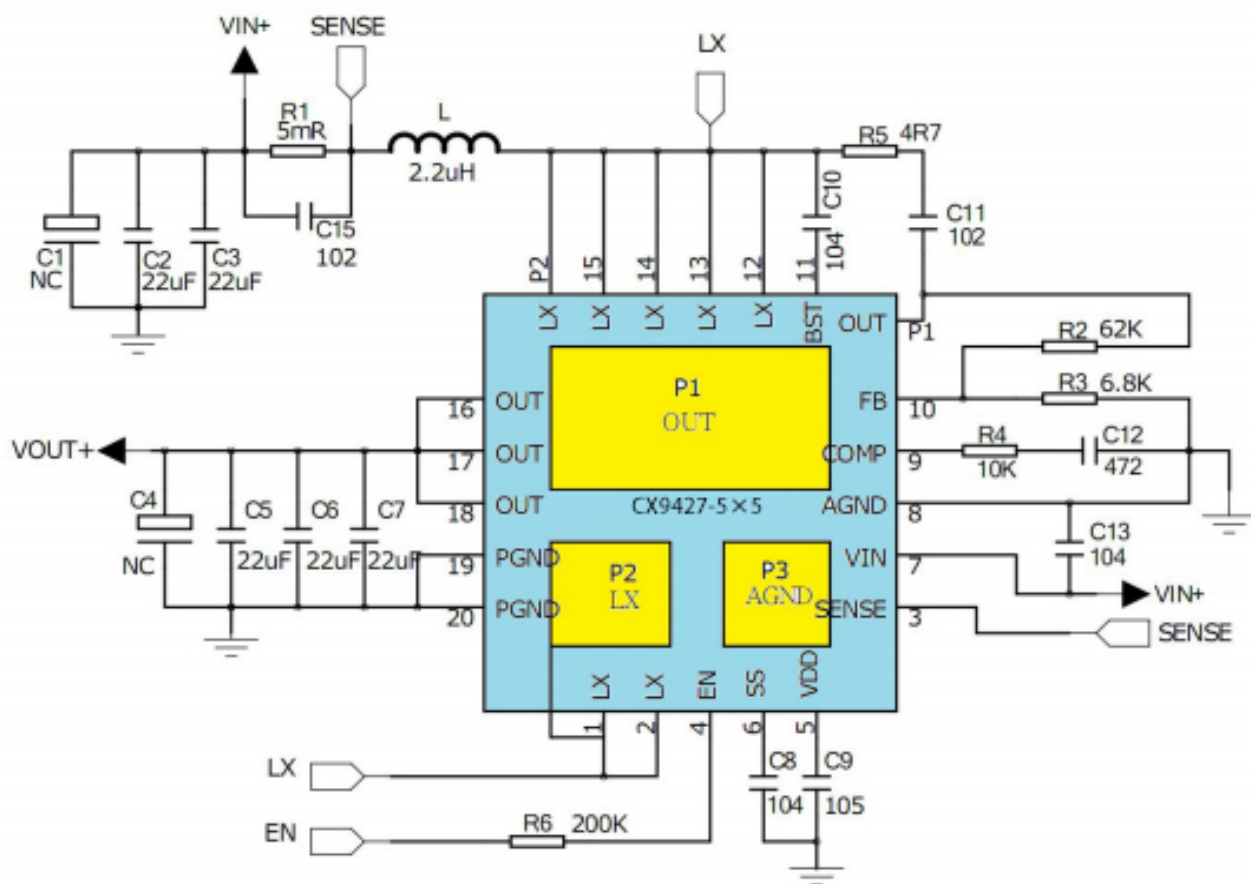 VIN+
SENSE
LX
R1
5mR
L
2.2uH
R5
4R7
C10
104
C11
102
C15
102
C1
NC
C2
22uF
C3
22uF
P2
15
14
13
12
11
LX
LX
LX
LX
LX
BST
OUT
P1
R2
62K
P1
OUT
FB
10
R3
6.8K
16
OUT
VOUT+
17
OUT
COMP
9
R4
10K
C12
472
18
OUT
CX9427-5×5
AGND
8
C4
NC
C5
22uF
C6
22uF
C7
22uF
C13
104
19
PGND
VIN
7
P2
LX
P3
AGND
VIN+
20
PGND
SENSE
3
SENSE
LX
LX
EN
SS
VDD
1
2
4
6
5
LX
C8
104
C9
105
EN
R6
200K